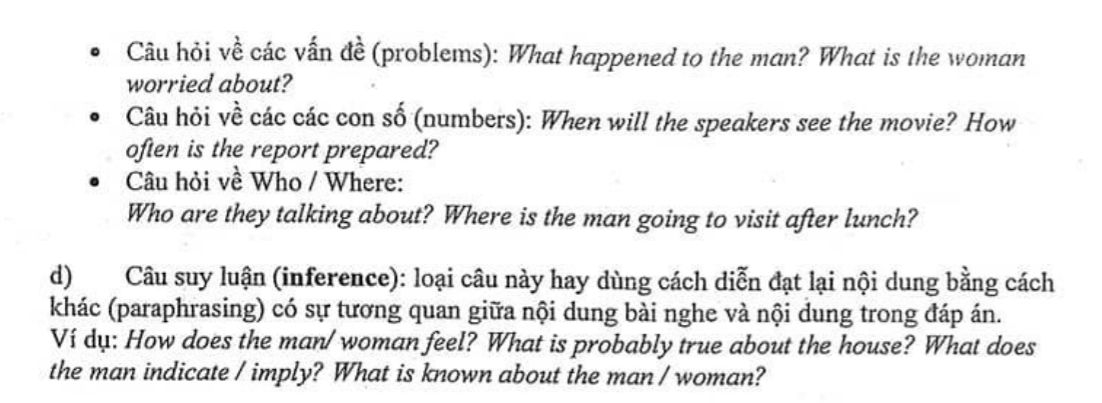 • Câu hỏi về các vấn đề (problems): What happened to the man? What is the woman
worried about?
• Câu hỏi về các các con số (numbers): When will the speakers see the movie? How
often is the report prepared?
• Câu hỏi về Who / Where:
Who are they talking about? Where is the man going to visit after lunch?
d) Câu suy luận (inference): loại câu này hay dùng cách diễn đạt lại nội dung bằng cách
khác (paraphrasing) có sự tương quan giữa nội dung bài nghe và nội dung trong đáp án.
Ví dụ: How does the man/ woman feel? What is probably true about the house? What does
the man indicate / imply? What is known about the man / woman?